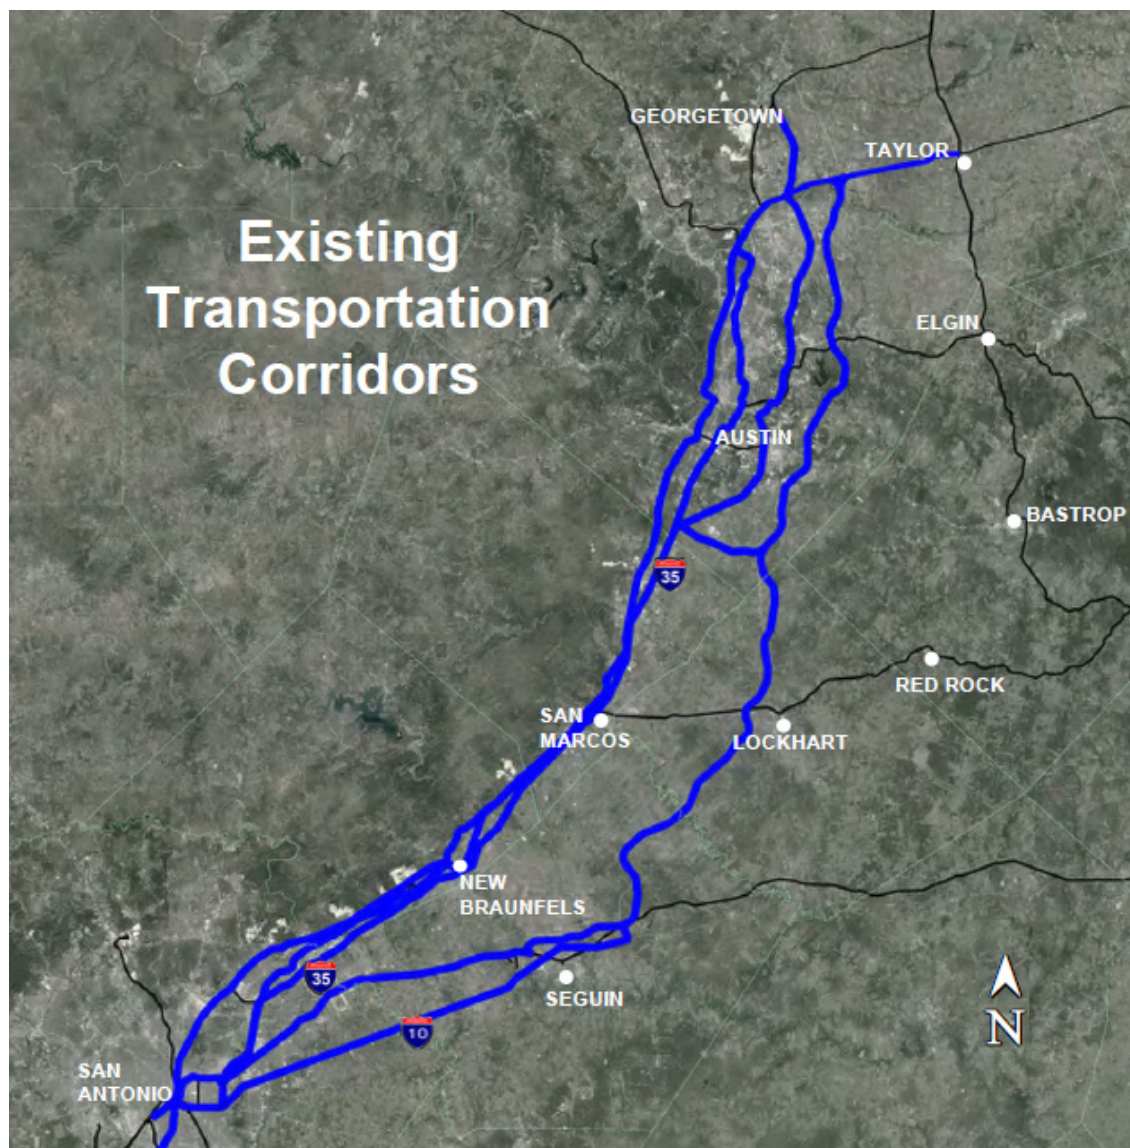 GEORGETOWN
TAYLOR
Existing
Transportation
Corridors
ELGIN
AUSTIN
BASTROP
35
RED ROCK
SAN
MARCOS
LOCKHART
NEW
BRAUNFELS
35
SEGUIN
10
N
SAN
ANTONIO